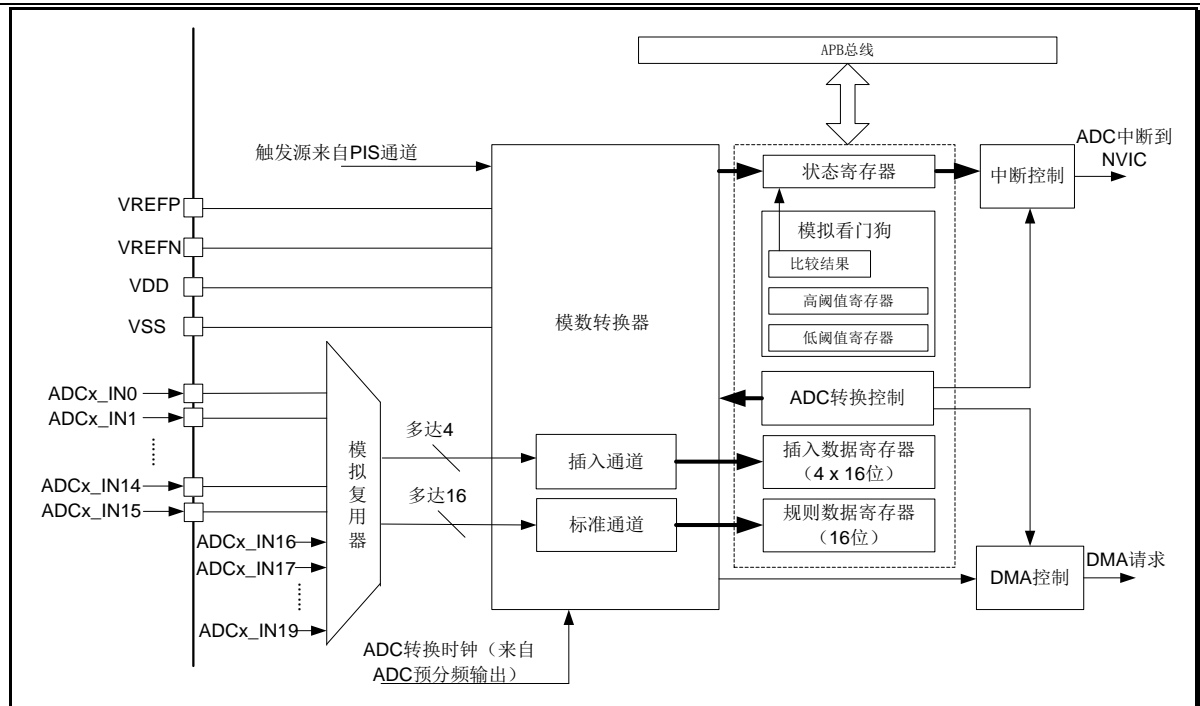 APB总线
触发源来自PIS通道
ADC中断到
NVIC
状态寄存器
中断控制
VREFP
VREFN
VDD
VSS
模拟看门狗
比较结果
高阈值寄存器
低阈值寄存器
模数转换器
ADCx_IN0
ADCx_IN1
ADCx_IN14
ADCx_IN15
ADCx_IN16
ADCx_IN17
ADCx_IN19
模拟复用器
多达4
多达16
插入通道
标准通道
ADC转换控制
插入数据寄存器
（4 x 16位）
规则数据寄存器
（16位）
DMA控制
DMA请求
ADC转换时钟（来自
ADC预分频输出）